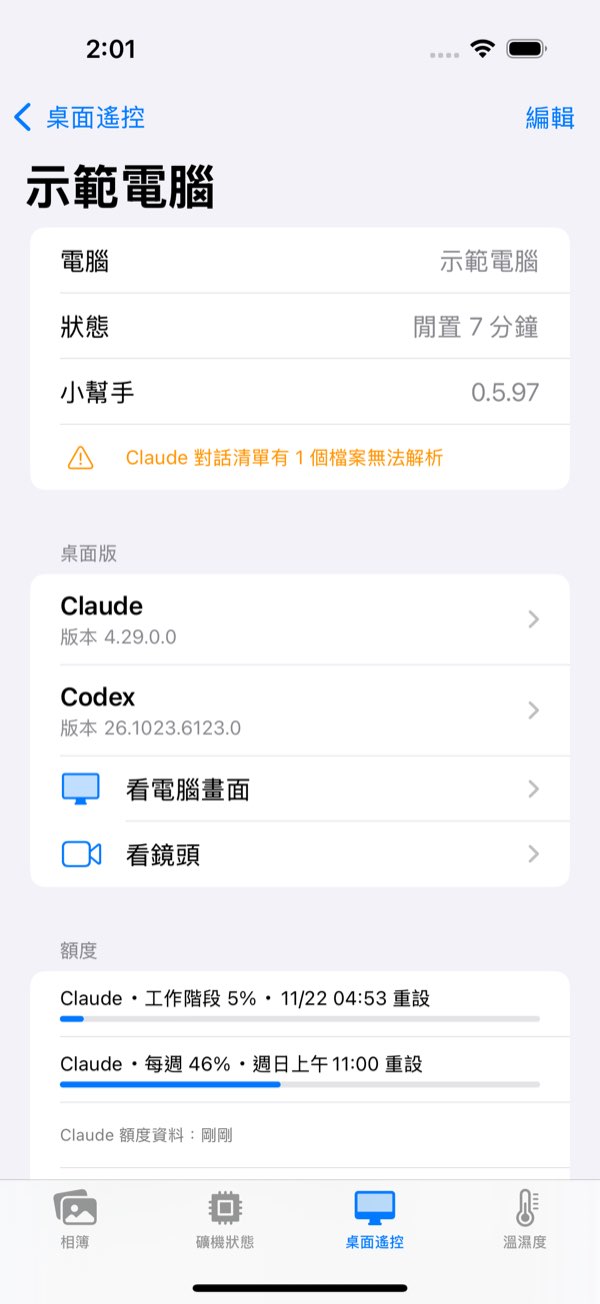 2:01
桌面遙控
編輯
示範電腦
電腦 示範電腦
狀態 閒置 7 分鐘
小幫手 0.5.97
Claude 對話清單有 1 個檔案無法解析
桌面版
Claude
版本 4.29.0.0
Codex
版本 26.1023.6123.0
看電腦畫面
看鏡頭
額度
Claude・工作階段 5%・11/22 04:53 重設
Claude・每週 46%・週日上午11:00 重設
Claude 額度資料：剛剛
相簿
礦機狀態
桌面遙控
溫濕度